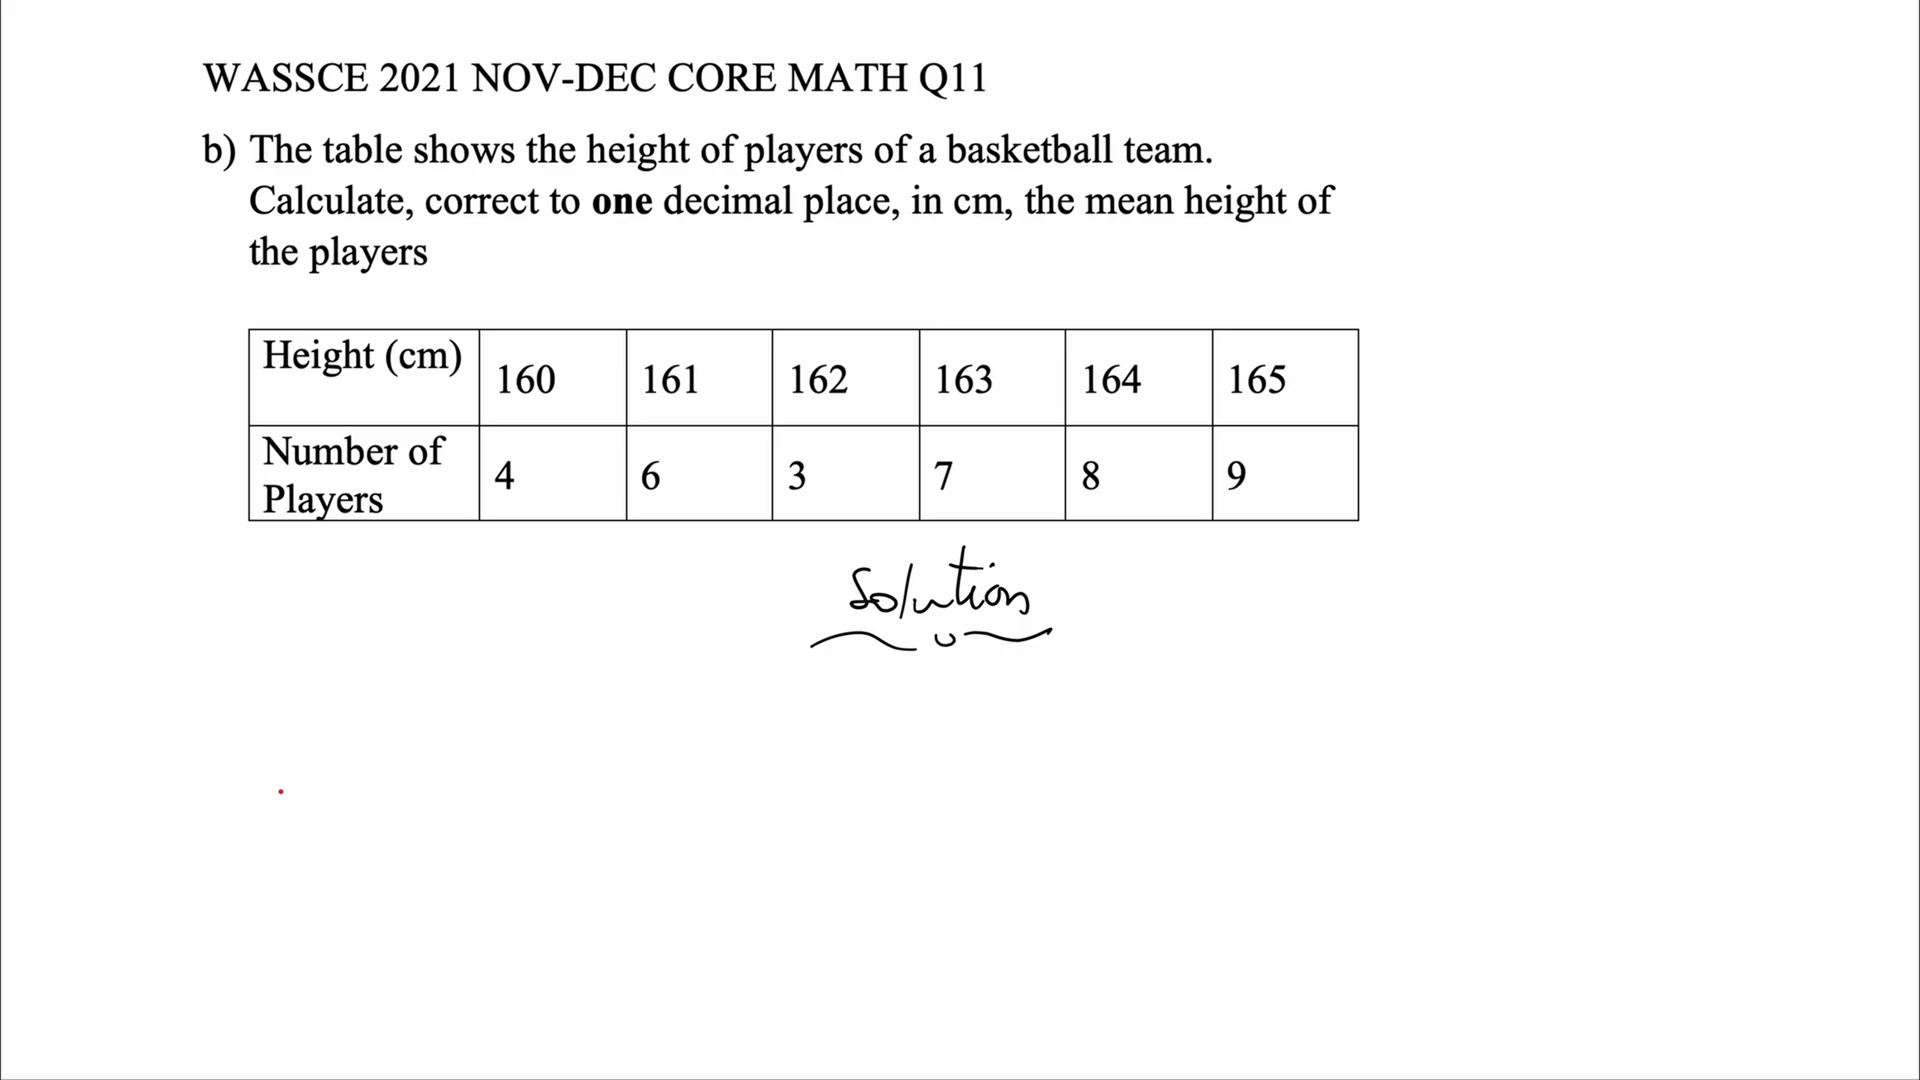 WASSCE 2021 NOV-DEC CORE MATH Q11
b) The table shows the height of players of a basketball team.
Calculate, correct to one decimal place, in cm, the mean height of
the players
Height (cm) 160 161 162 163 164 165
Number of
Players 4 6 3 7 8 9
Solution